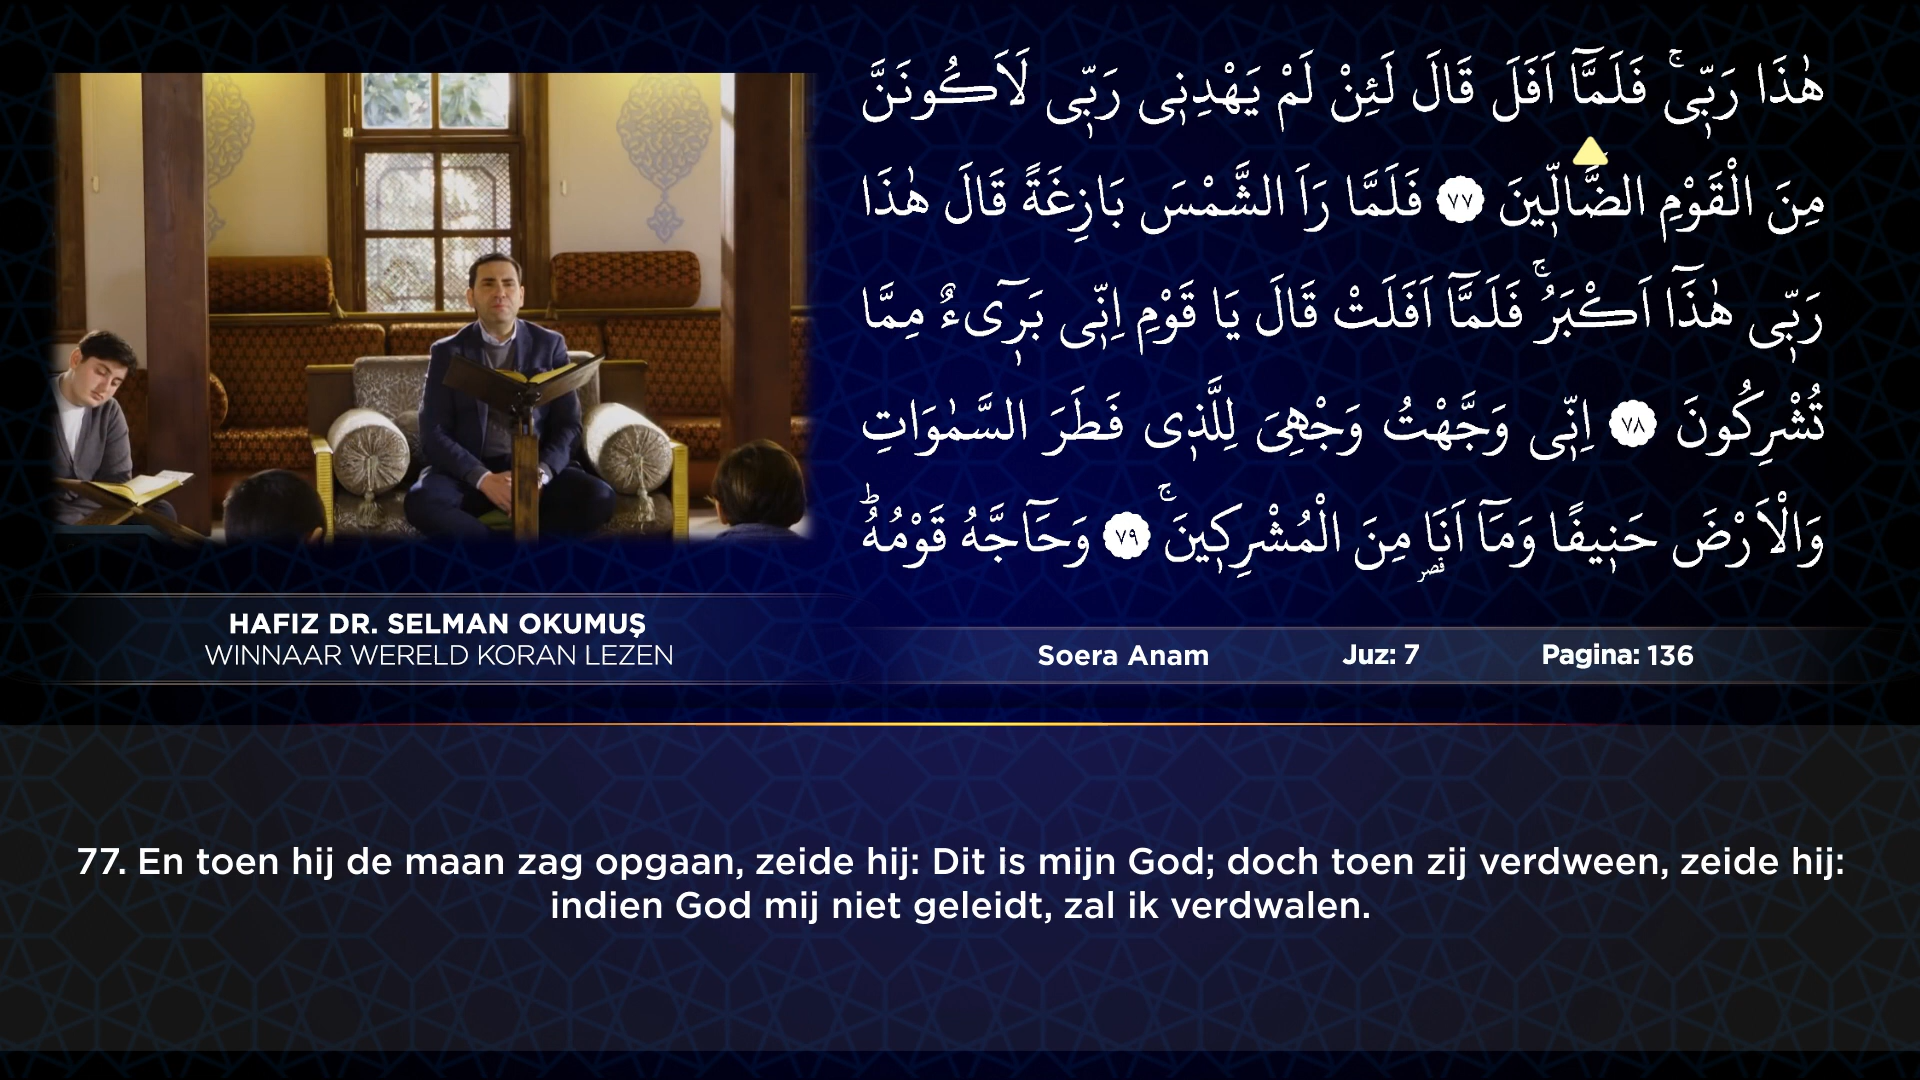 هٰذَا رَبّ۪يۚ فَلَمَّٓا اَفَلَ قَالَ لَئِنْ لَمْ يَهْدِن۪ي رَبّ۪ي لَاَكُونَنَّ
مِنَ الْقَوْمِ الضَّٓالّ۪ينَ ٧٧ فَلَمَّا رَاَ الشَّمْسَ بَازِغَةً قَالَ هٰذَا
رَبّ۪ي هٰذَٓا اَكْبَرُۚ فَلَمَّٓا اَفَلَتْ قَالَ يَا قَوْمِ اِنّ۪ي بَر۪ٓيءٌ مِمَّا
تُشْرِكُونَ ٧٨ اِنّ۪ي وَجَّهْتُ وَجْهِيَ لِلَّذ۪ي فَطَرَ السَّمٰوَاتِ
وَالْاَرْضَ حَن۪يفًا وَمَٓا اَنَا۬ مِنَ الْمُشْرِك۪ينَۚ ٧٩ وَحَٓاجَّهُ قَوْمُهُۜ
قصر
HAFIZ DR. SELMAN OKUMUŞ
WINNAAR WERELD KORAN LEZEN
Soera Anam Juz: 7 Pagina: 136
77. En toen hij de maan zag opgaan, zeide hij: Dit is mijn God; doch toen zij verdween, zeide hij:
indien God mij niet geleidt, zal ik verdwalen.